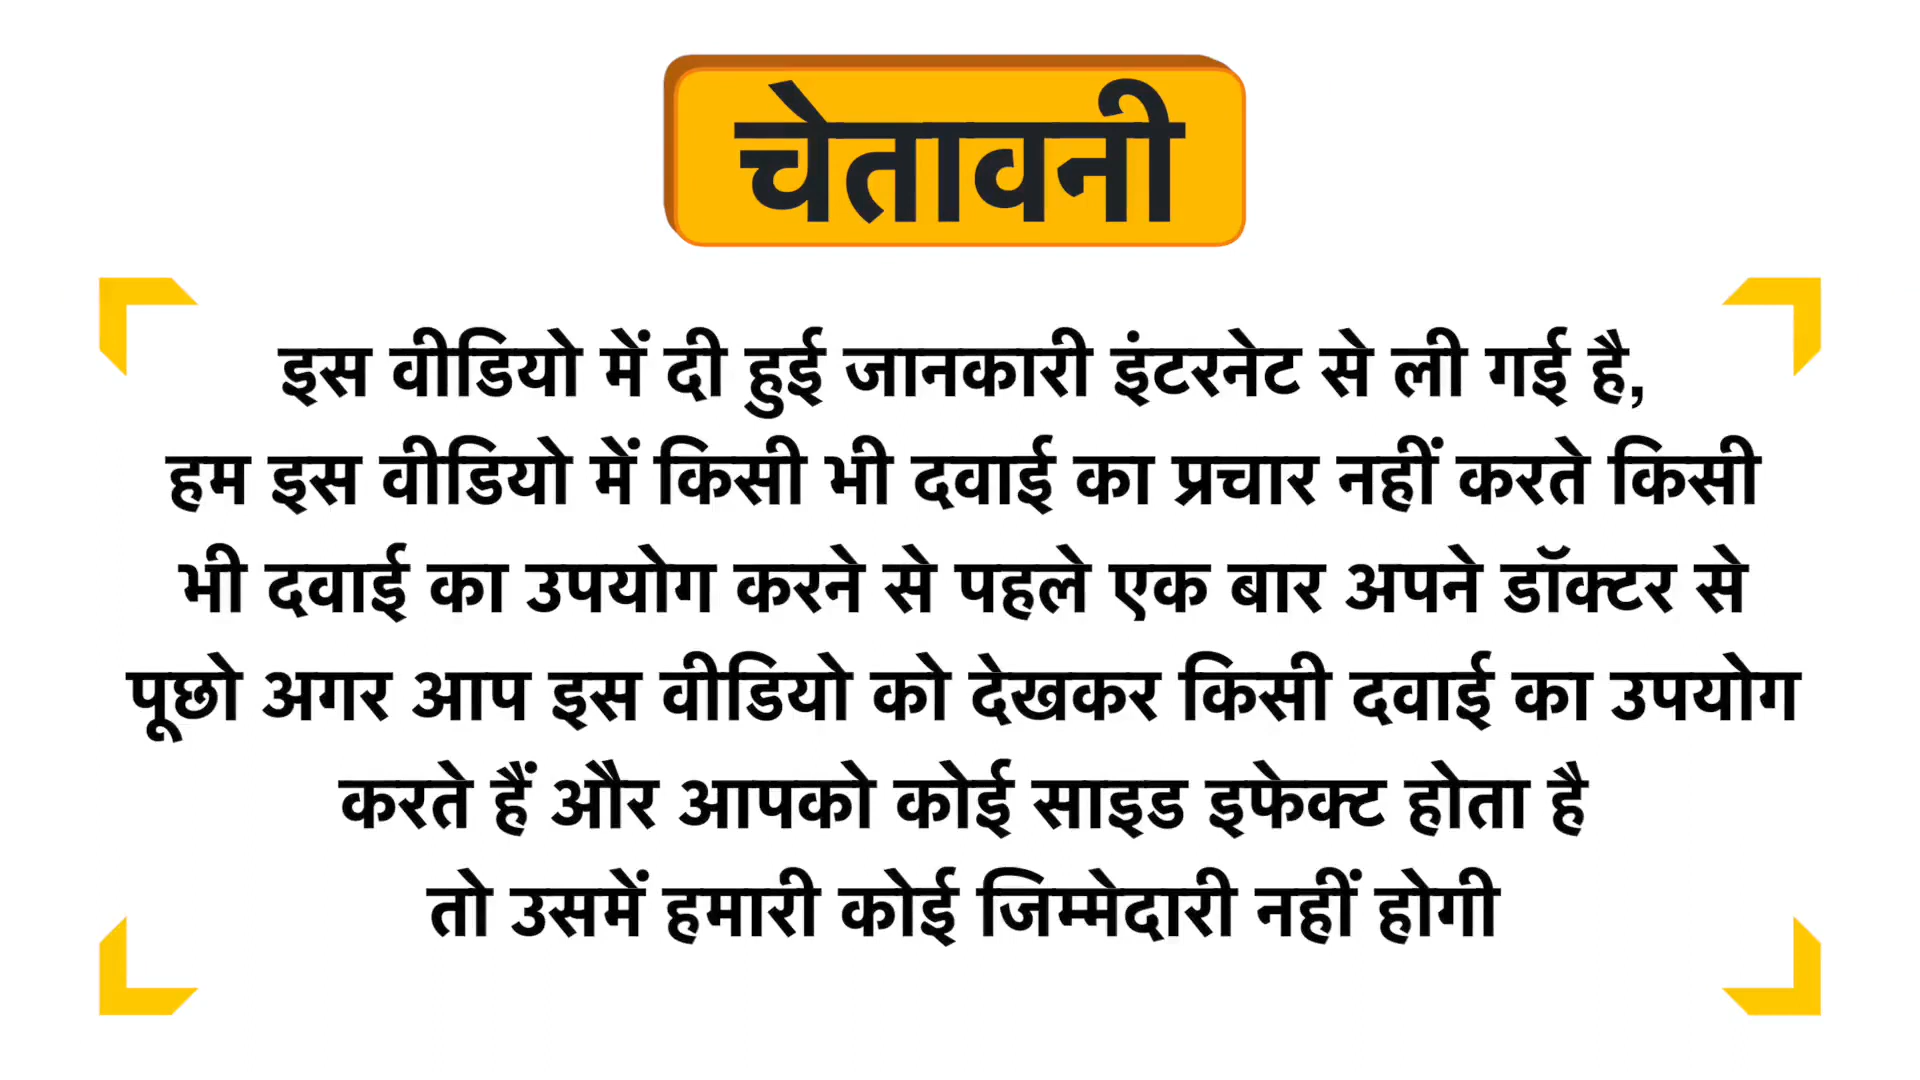 चेतावनी
इस वीडियो में दी हुई जानकारी इंटरनेट से ली गई है,
हम इस वीडियो में किसी भी दवाई का प्रचार नहीं करते किसी
भी दवाई का उपयोग करने से पहले एक बार अपने डॉक्टर से
पूछो अगर आप इस वीडियो को देखकर किसी दवाई का उपयोग
करते हैं और आपको कोई साइड इफेक्ट होता है
तो उसमें हमारी कोई जिम्मेदारी नहीं होगी